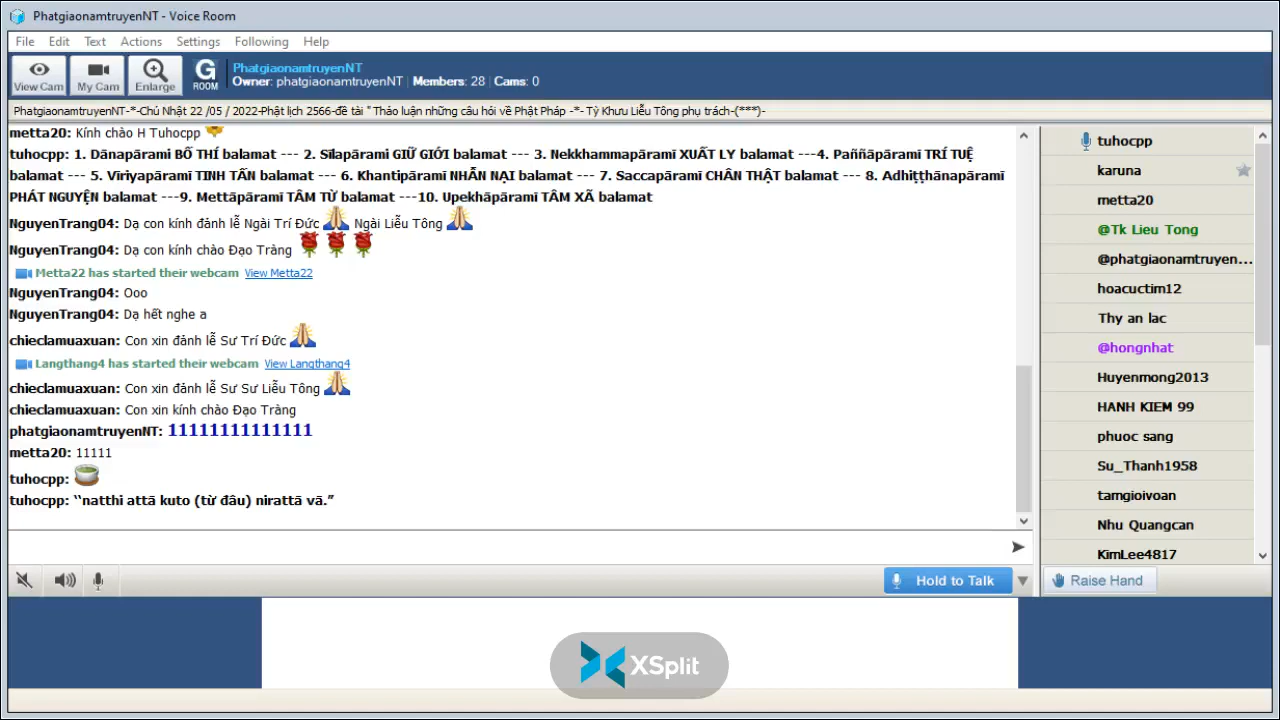 PhatgiaonamtruyenNT - Voice Room
File Edit Text Actions Settings Following Help
View Cam My Cam Enlarge G ROOM
PhatgiaonamtruyenNT
Owner: phatgiaonamtruyenNT | Members: 28 | Cams: 0
PhatgiaonamtruyenNT-*-Chủ Nhật 22 /05 / 2022-Phật lịch 2566-đề tài " Thảo luận những câu hỏi về Phật Pháp -*- Tỳ Khưu Liễu Tông phụ trách-(***)-
metta20: Kính chào H Tuhocpp
tuhocpp: 1. Dānapārami BỐ THÍ balamat --- 2. Sīlapārami GIỮ GIỚI balamat --- 3. Nekkhammapāramī XUẤT LY balamat ---4. Paññāpāramī TRÍ TUỆ
balamat --- 5. Vīriyapāramī TINH TẤN balamat --- 6. Khantipāramī NHẪN NẠI balamat --- 7. Saccapāramī CHÂN THẬT balamat --- 8. Adhiṭṭhānapāramī
PHÁT NGUYỆN balamat ---9. Mettāpāramī TÂM TỪ balamat ---10. Upekhāpāramī TÂM XẢ balamat
NguyenTrang04: Dạ con kính đảnh lễ Ngài Trí Đức Ngài Liễu Tông
NguyenTrang04: Dạ con kính chào Đạo Tràng
Metta22 has started their webcam View Metta22
NguyenTrang04: Ooo
NguyenTrang04: Dạ hết nghe a
chieclamuaxuan: Con xin đảnh lễ Sư Trí Đức
Langthang4 has started their webcam View Langthang4
chieclamuaxuan: Con xin đảnh lễ Sư Sư Liễu Tông
chieclamuaxuan: Con xin kính chào Đạo Tràng
phatgiaonamtruyenNT: 11111111111111
metta20: 11111
tuhocpp:
tuhocpp: ‘‘natthi attā kuto (từ đâu) nirattā vā.”
Hold to Talk
tuhocpp
karuna
metta20
@Tk Lieu Tong
@phatgiaonamtruyen...
hoacuctim12
Thy an lac
@hongnhat
Huyenmong2013
HANH KIEM 99
phuoc sang
Su_Thanh1958
tamgioivoan
Nhu Quangcan
KimLee4817
Raise Hand
XSplit